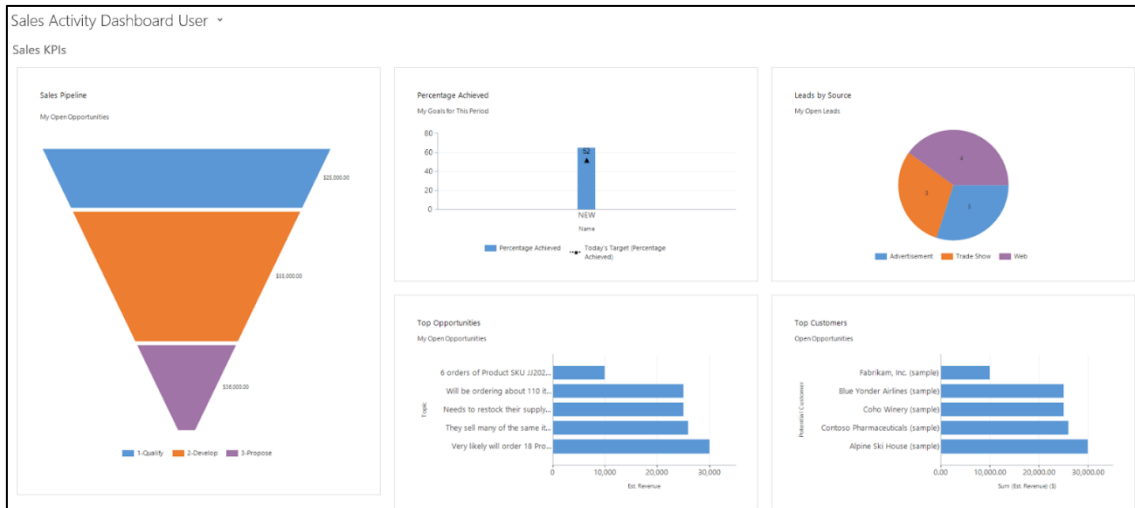 Sales Activity Dashboard User
Sales KPIs
Sales Pipeline
My Open Opportunities
$25,000.00
$36,000.00
1-Qualify 2-Develop 3-Propose
Percentage Achieved
My Goals for This Period
80
60
40
20
0
52
NEW
Name
Percentage Achieved Today's Target (Percentage
Achieved)
Leads by Source
My Open Leads
4
3
3
Advertisement Trade Show Web
Top Opportunities
My Open Opportunities
Topic
6 orders of Product SKU JJ202...
Will be ordering about 110 it...
Needs to restock their supply...
They sell many of the same it...
Very likely will order 18 Pro...
0 10,000 20,000 30,000
Est. Revenue
Top Customers
Open Opportunities
Potential Customer
Fabrikam, Inc. (sample)
Blue Yonder Airlines (sample)
Coho Winery (sample)
Contoso Pharmaceuticals (sample)
Alpine Ski House (sample)
0.00 10,000.00 20,000.00 30,000.00
Sum (Est. Revenue) ($)